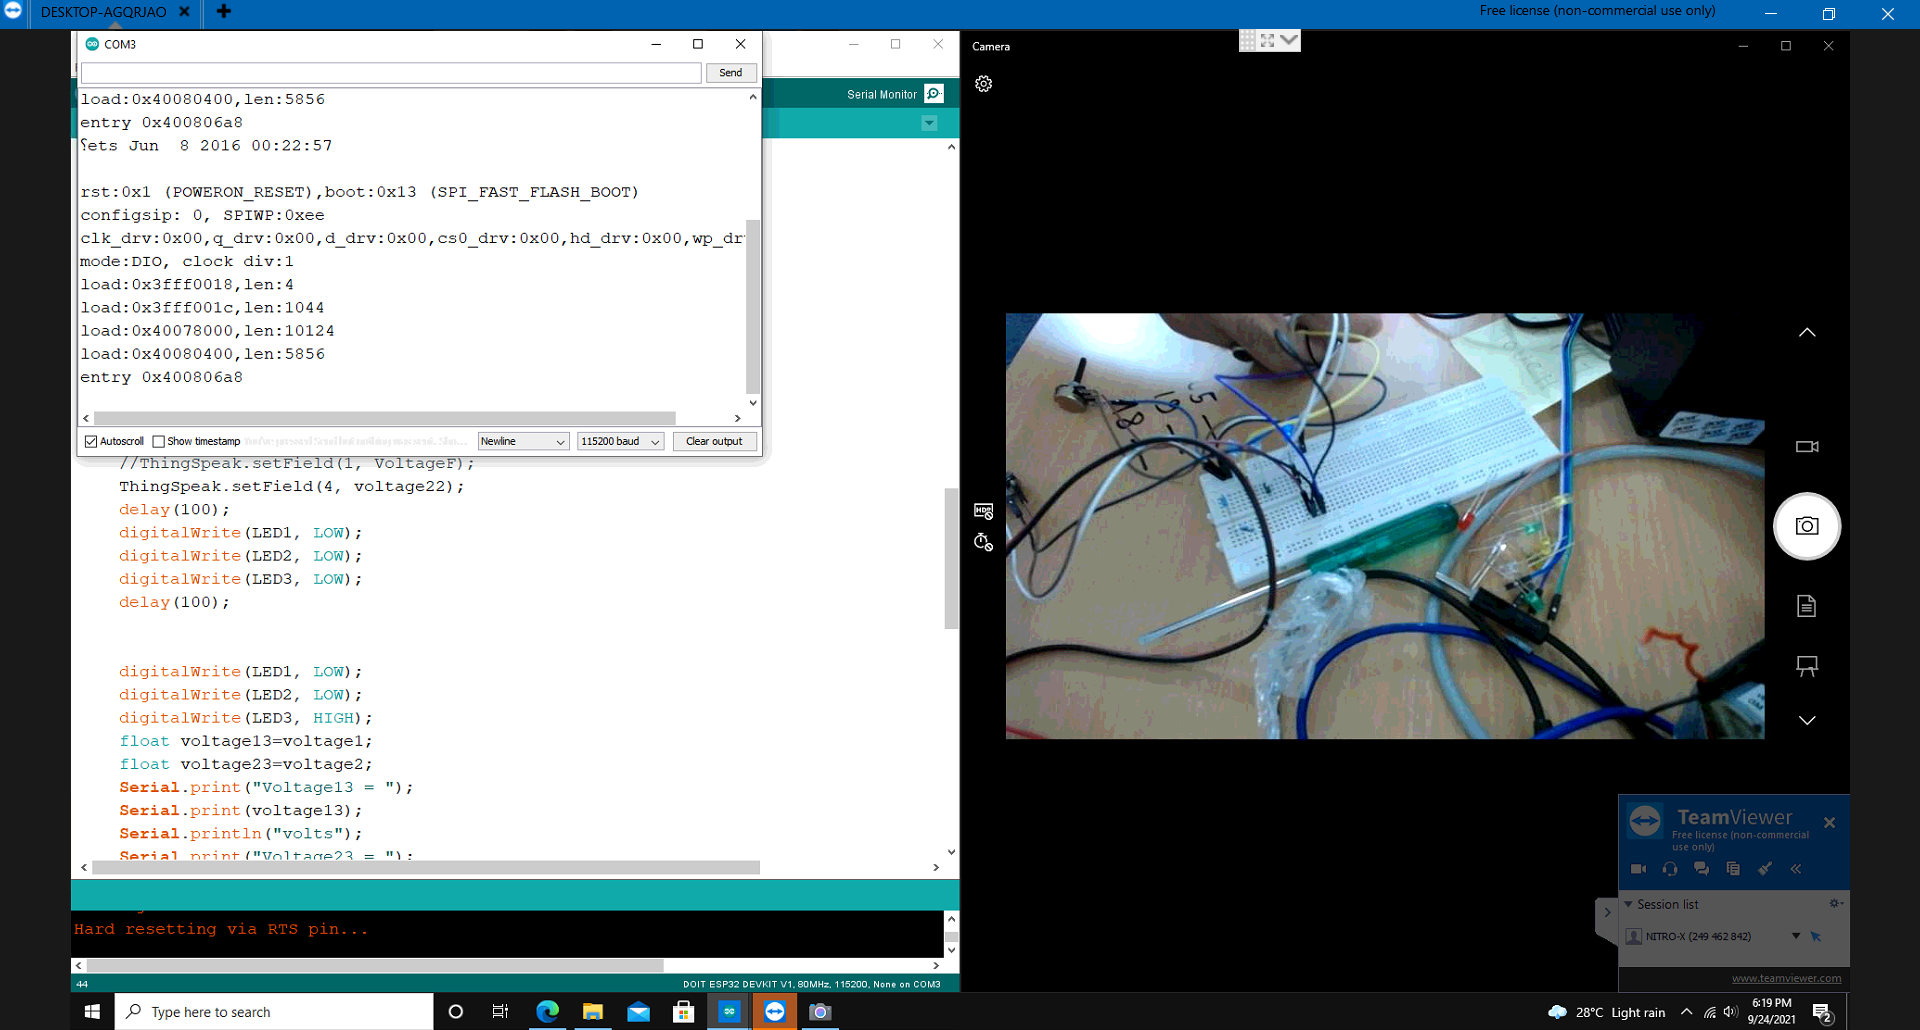 DESKTOP-AGQRJAO
Free license (non-commercial use only)
COM3
Send
load:0x40080400,len:5856
entry 0x400806a8
ets Jun  8 2016 00:22:57
rst:0x1 (POWERON_RESET),boot:0x13 (SPI_FAST_FLASH_BOOT)
configsip: 0, SPIWP:0xee
clk_drv:0x00,q_drv:0x00,d_drv:0x00,cs0_drv:0x00,hd_drv:0x00,wp_dr
mode:DIO, clock div:1
load:0x3fff0018,len:4
load:0x3fff001c,len:1044
load:0x40078000,len:10124
load:0x40080400,len:5856
entry 0x400806a8
Autoscroll Show timestamp
Newline
115200 baud
Clear output
Serial Monitor
//ThingSpeak.setField(1, VoltageF);
ThingSpeak.setField(4, voltage22);
delay(100);
digitalWrite(LED1, LOW);
digitalWrite(LED2, LOW);
digitalWrite(LED3, LOW);
delay(100);
digitalWrite(LED1, LOW);
digitalWrite(LED2, LOW);
digitalWrite(LED3, HIGH);
float voltage13=voltage1;
float voltage23=voltage2;
Serial.print("Voltage13 = ");
Serial.print(voltage13);
Serial.println("volts");
Serial.print("Voltage23 = ");
Hard resetting via RTS pin...
44
DOIT ESP32 DEVKIT V1, 80MHz, 115200, None on COM3
Camera
HDR
15
19
18
TeamViewer
Free license (non-commercial
use only)
Session list
NITRO-X (249 462 842)
www.teamviewer.com
Type here to search
28°C Light rain
6:19 PM
9/24/2021
2